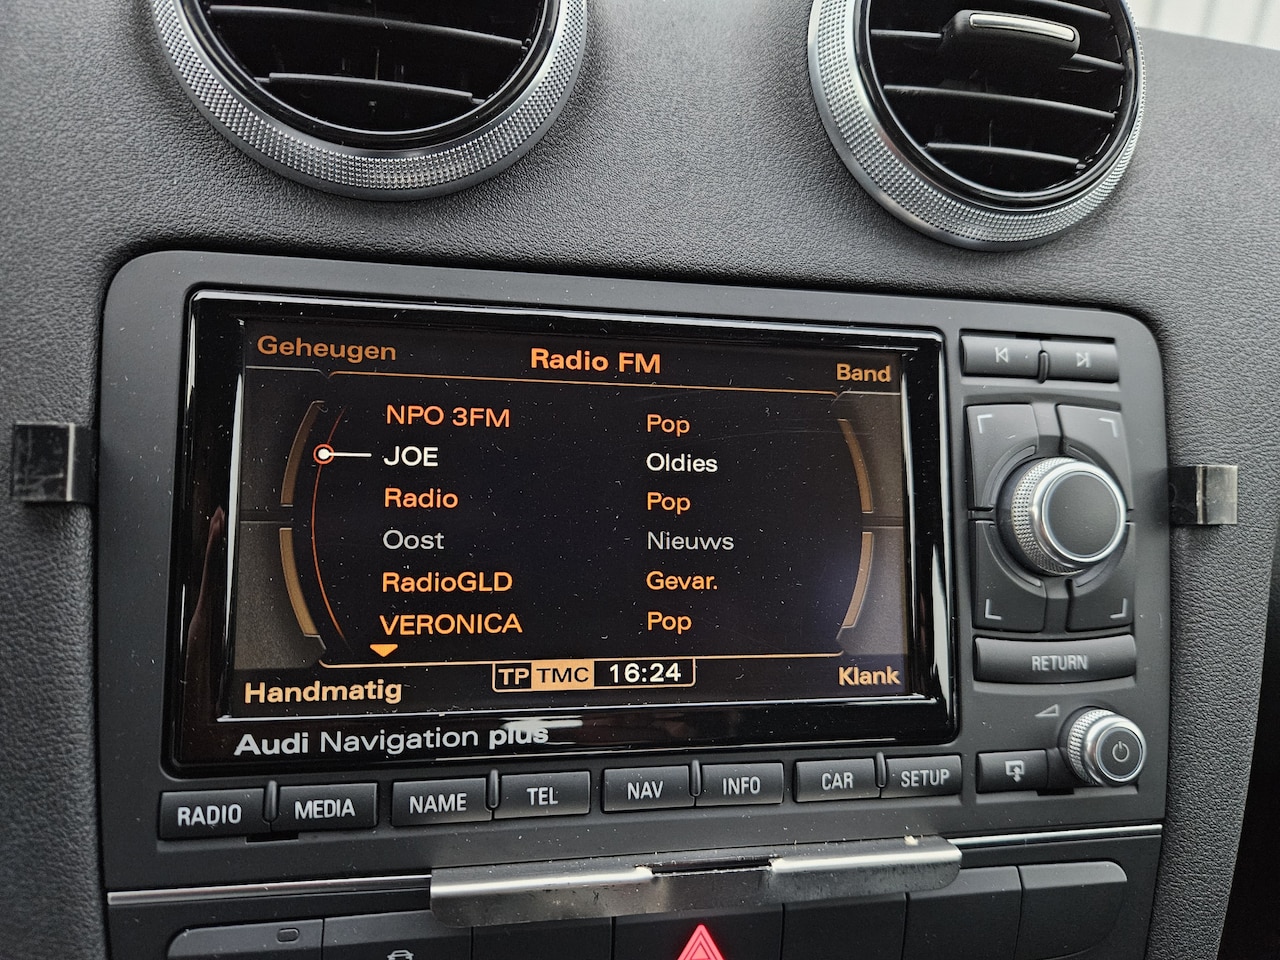 Geheugen Radio FM Band
NPO 3FM Pop
JOE Oldies
Radio Pop
Oost Nieuws
RadioGLD Gevar.
VERONICA Pop
Handmatig TP TMC 16:24 Klank
Audi Navigation plus
RETURN
RADIO MEDIA NAME TEL NAV INFO CAR SETUP